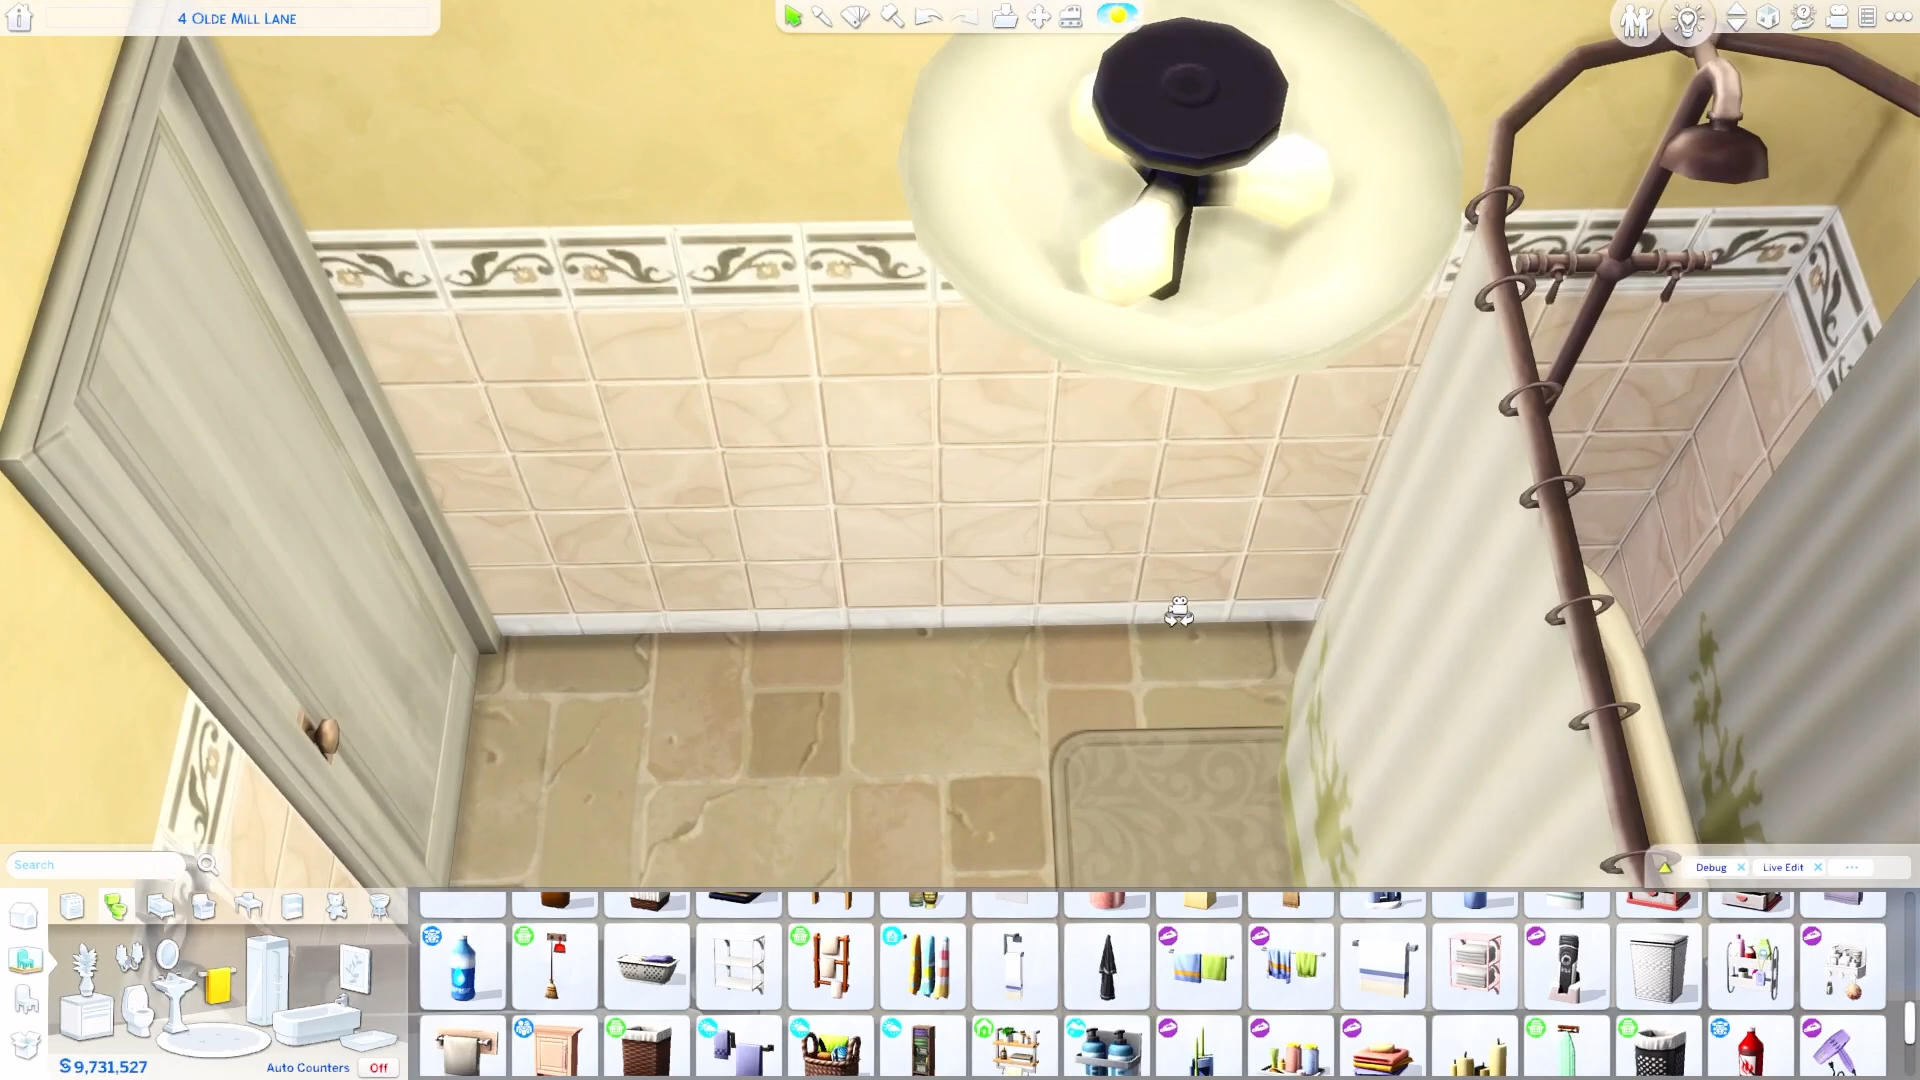 4 Olde Mill Lane
Search
Debug
Live Edit
...
§9,731,527
Auto Counters
Off